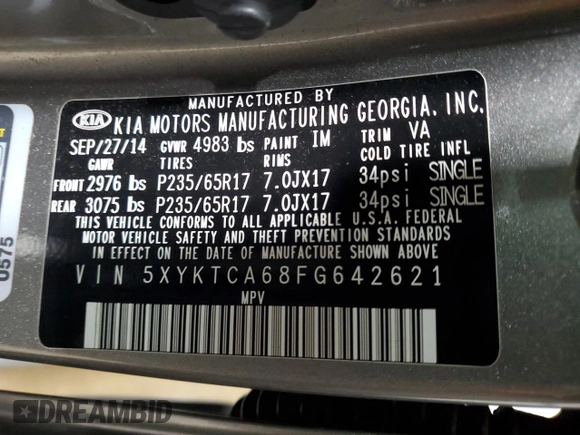 MANUFACTURED BY
KIA KIA MOTORS MANUFACTURING GEORGIA, INC.
SEP/27/14 GVWR 4983 lbs PAINT IM TRIM VA
GAWR TIRES RIMS COLD TIRE INFL
FRONT 2976 lbs P235/65R17 7.0JX17 34psi SINGLE
REAR 3075 lbs P235/65R17 7.0JX17 34psi SINGLE
THIS VEHICLE CONFORMS TO ALL APPLICABLE U.S.A. FEDERAL
MOTOR VEHICLE SAFETY AND THEFT PREVENTION STANDARDS
IN EFFECT ON THE DATE OF MANUFACTURE SHOWN ABOVE
VIN 5XYKTCA68FG642621
MPV
0575
DREAMBID